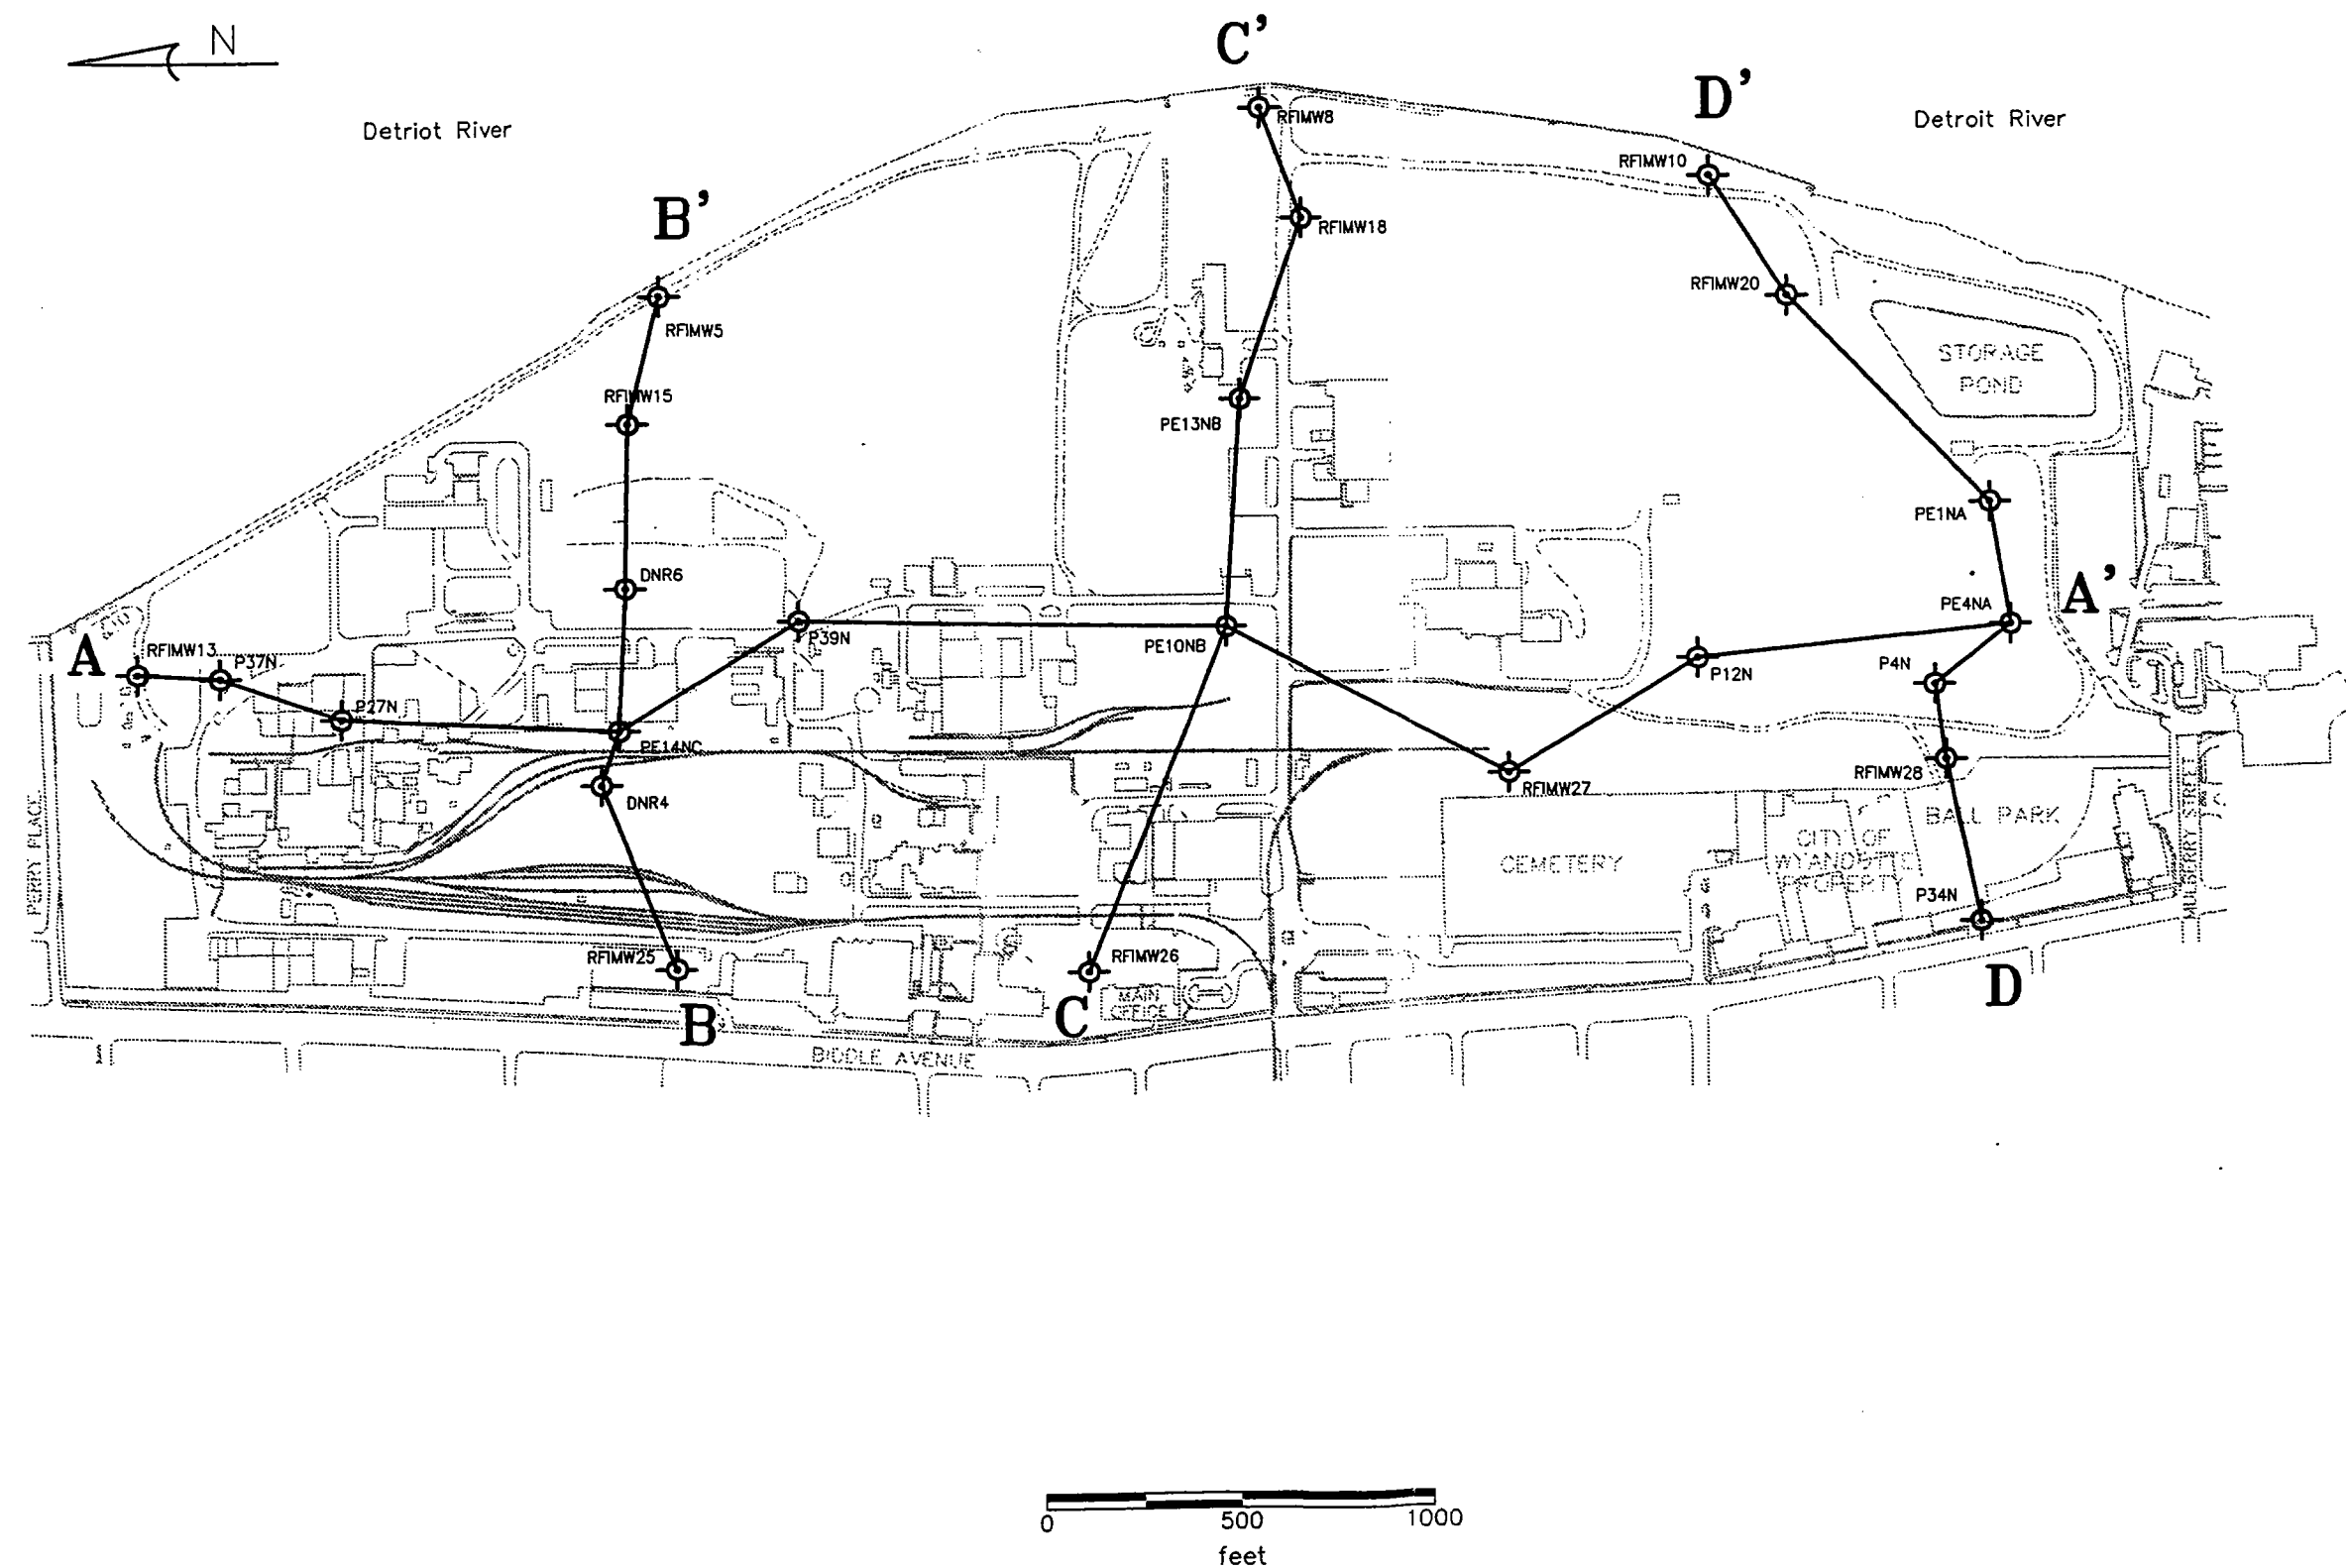 N
C'
D'
Detriot River
Detroit River
RFIMW8
RFIMW10
B'
RFIMW18
RFIMW20
RFIMW5
STORAGE
POND
RFIMW15
PE13NB
PE1NA
DNR6
A'
PE4NA
P39N
PE10NB
A
RFIMW13
P37N
P4N
P12N
P27N
PE14NC
RFIMW28
RFIMW27
DNR4
PERRY PLACE
MULBERRY STREET
BALL PARK
CITY OF
WYANDOTTE
PROPERTY
CEMETERY
P34N
RFIMW25
RFIMW26
MAIN
OFFICE
D
B
C
BIDDLE AVENUE
0 500 1000
feet